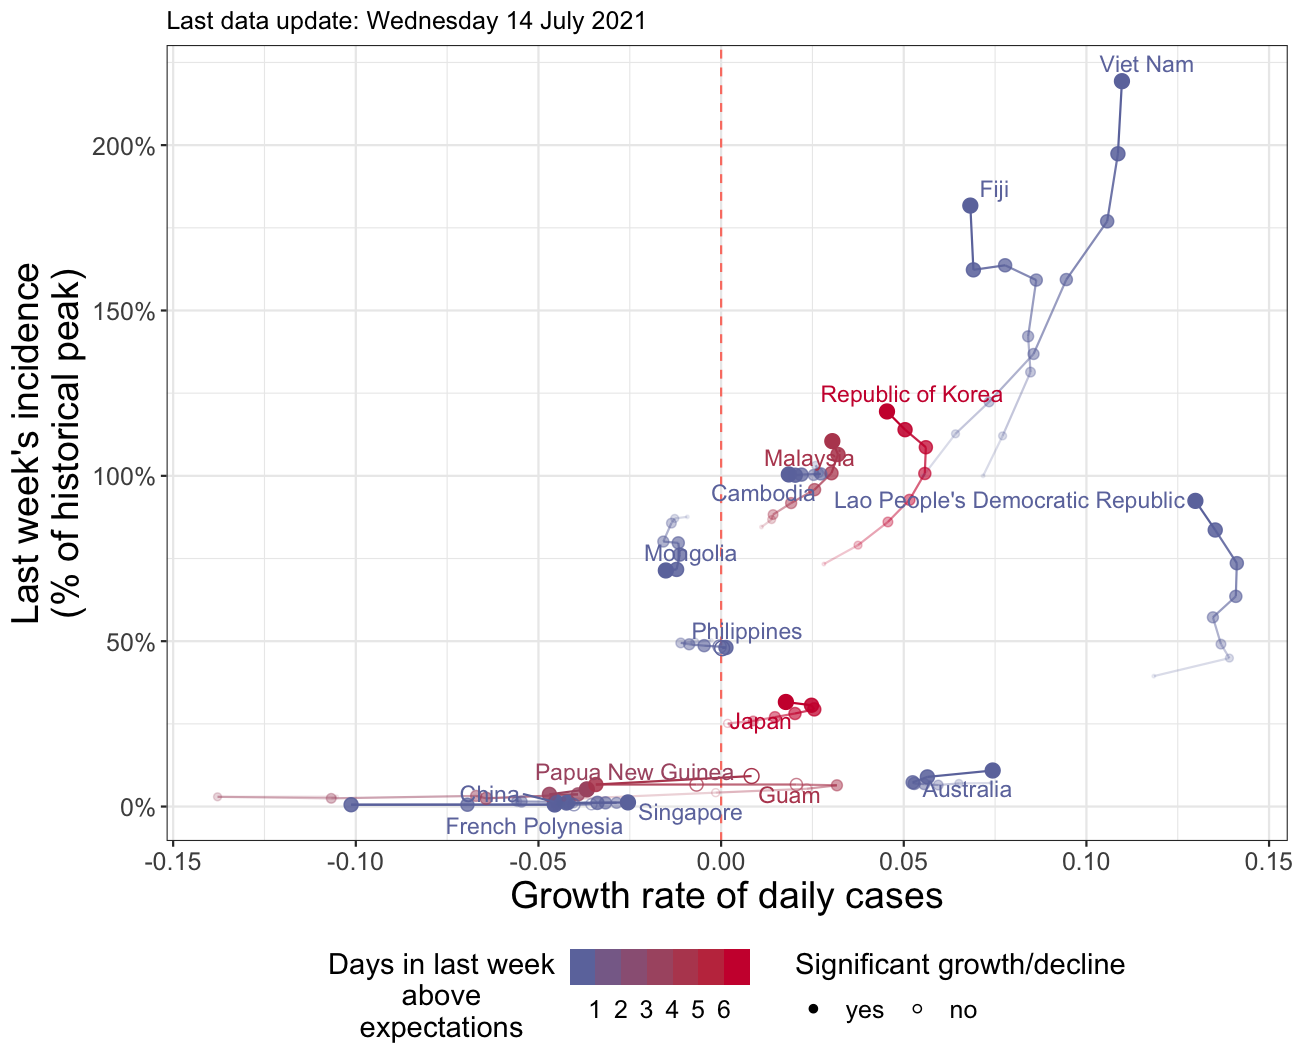 Last data update: Wednesday 14 July 2021
Last week's incidence
(% of historical peak)
200%
150%
100%
50%
0%
Viet Nam
Fiji
Republic of Korea
Malaysia
Cambodia
Lao People's Democratic Republic
Mongolia
Philippines
Japan
Papua New Guinea
China
Guam
Australia
French Polynesia
Singapore
-0.15
-0.10
-0.05
0.00
0.05
0.10
0.15
Growth rate of daily cases
Days in last week
above
expectations
1 2 3 4 5 6
Significant growth/decline
yes
no